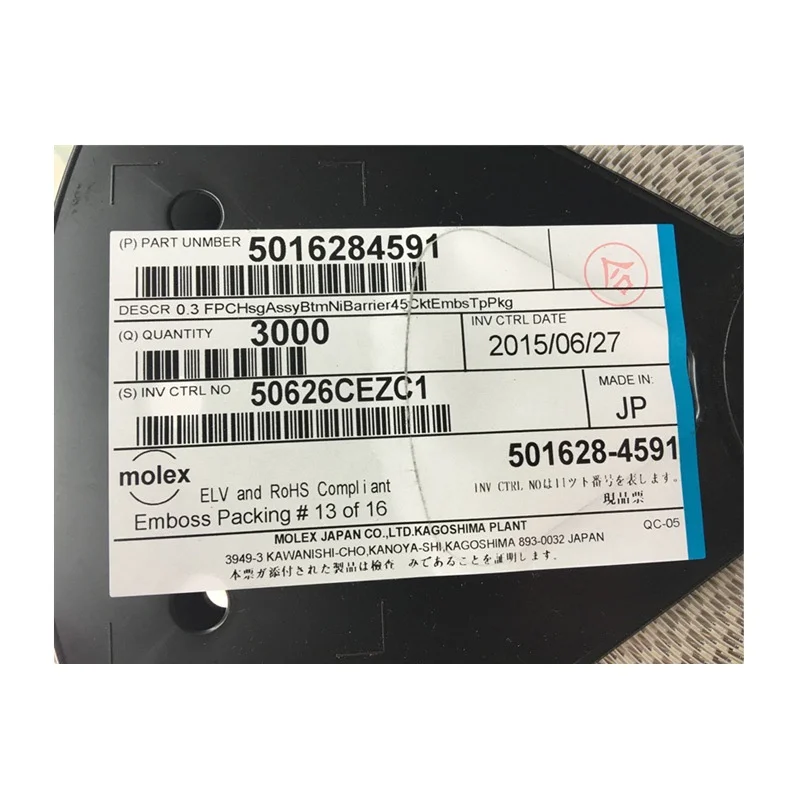 (P) PART UNMBER 5016284591
DESCR 0.3 FPCHsgAssyBtmNiBarrier45CktEmbsTpPkg
(Q) QUANTITY 3000
INV CTRL DATE
2015/06/27
(S) INV CTRL NO 50626CEZC1
MADE IN:
JP
501628-4591
molex
ELV and RoHS Compliant
INV CTRL NOはロット番号を表します。
Emboss Packing # 13 of 16
現品票
MOLEX JAPAN CO.,LTD.KAGOSHIMA PLANT
QC-05
3949-3 KAWANISHI-CHO,KANOYA-SHI,KAGOSHIMA 893-0032 JAPAN
本票が添付された製品は検査 みであることを証明します。